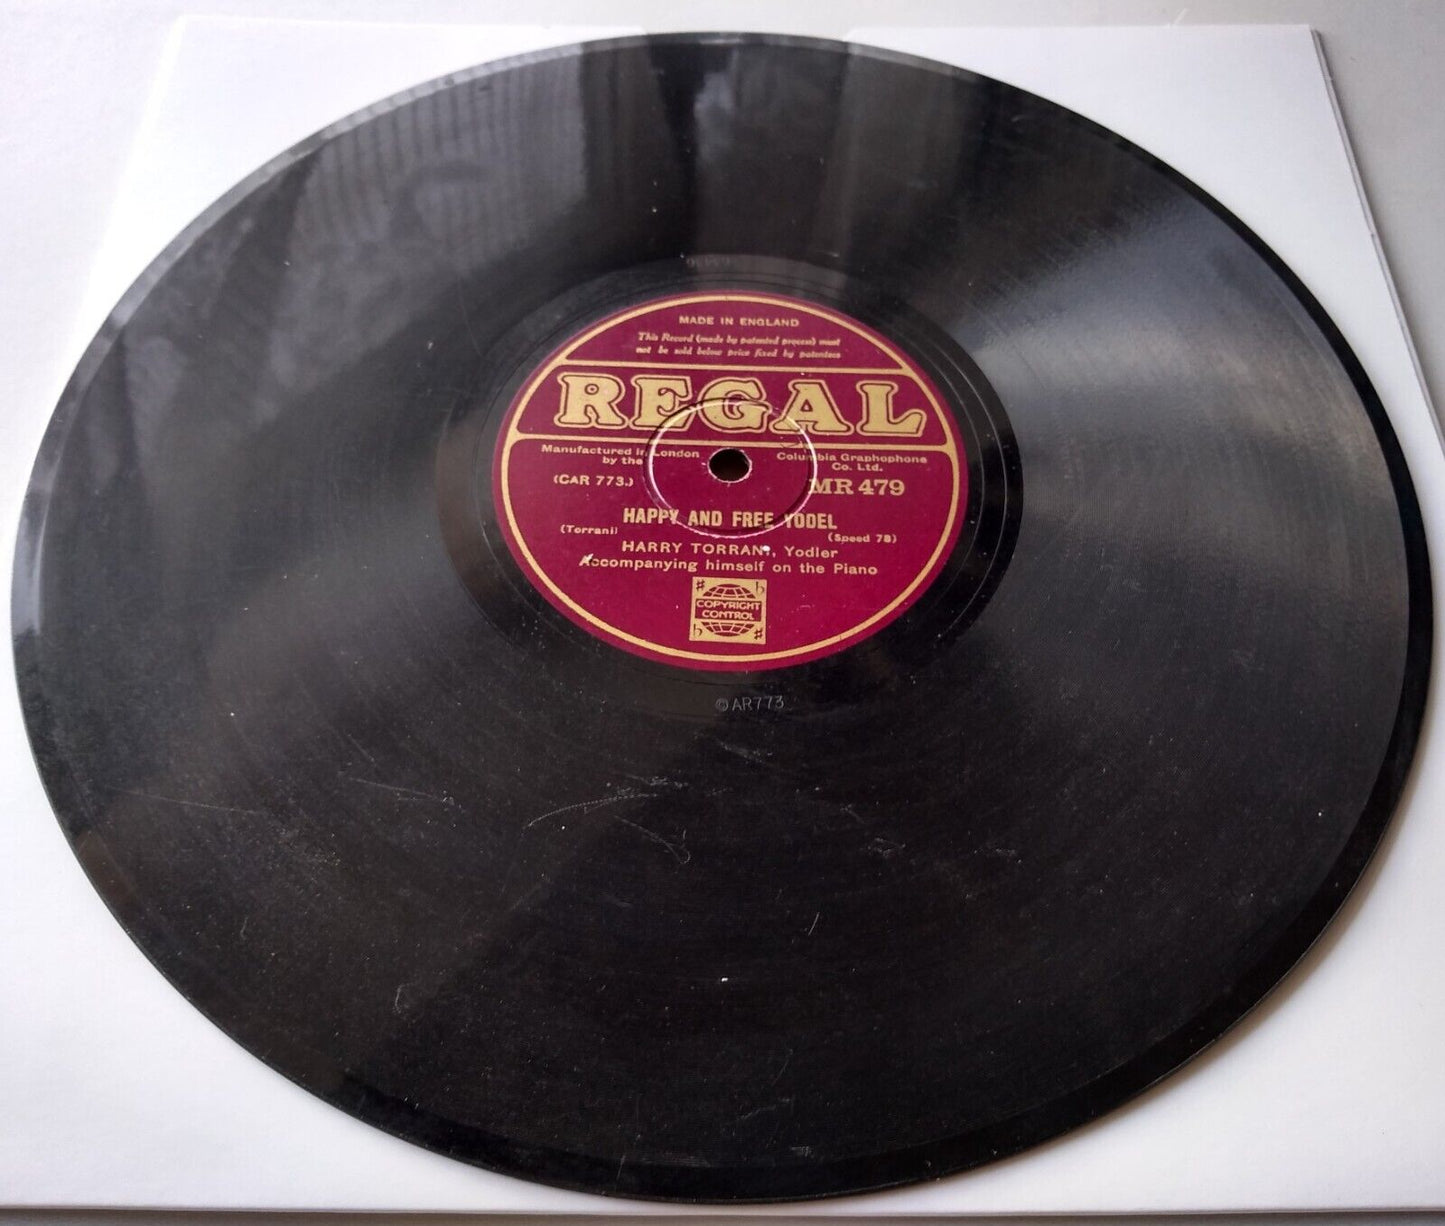 MADE IN ENGLAND
This Record (made by patented process) must
not be sold below price fixed by patentees
REGAL
Manufactured in London
by the
Columbia Graphophone
Co. Ltd.
(CAR 773.)
MR 479
HAPPY AND FREE YODEL
(Torrani)
(Speed 78)
HARRY TORRANI, Yodler
Accompanying himself on the Piano
♯ ♭
COPYRIGHT
CONTROL
♭ ♯
©AR773